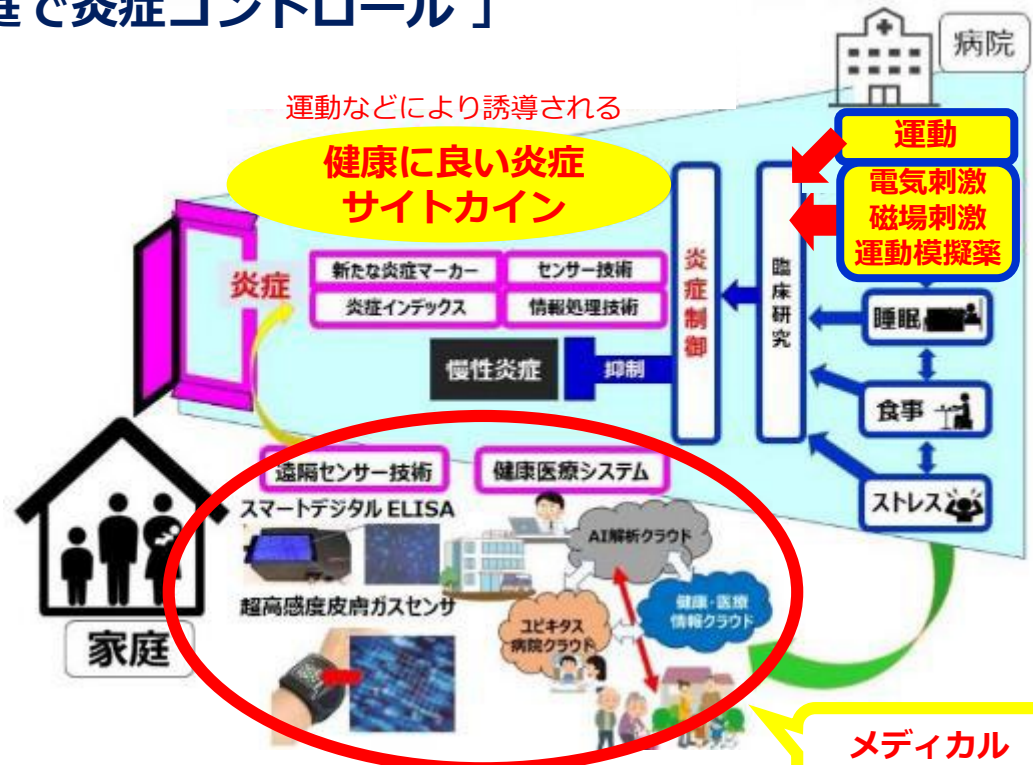 庭で炎症コントロール 」
病院
運動などにより誘導される
健康に良い炎症
サイトカイン
運動
電気刺激
磁場刺激
運動模擬薬
炎症
新たな炎症マーカー
センサー技術
炎症インデックス
情報処理技術
炎症制御
臨床研究
睡眠
慢性炎症
抑制
食事
ストレス
遠隔センサー技術
健康医療システム
スマートデジタル ELISA
AI解析クラウド
超高感度皮膚ガスセンサ
健康・医療
情報クラウド
ユビキタス
病院クラウド
家庭
メディカル